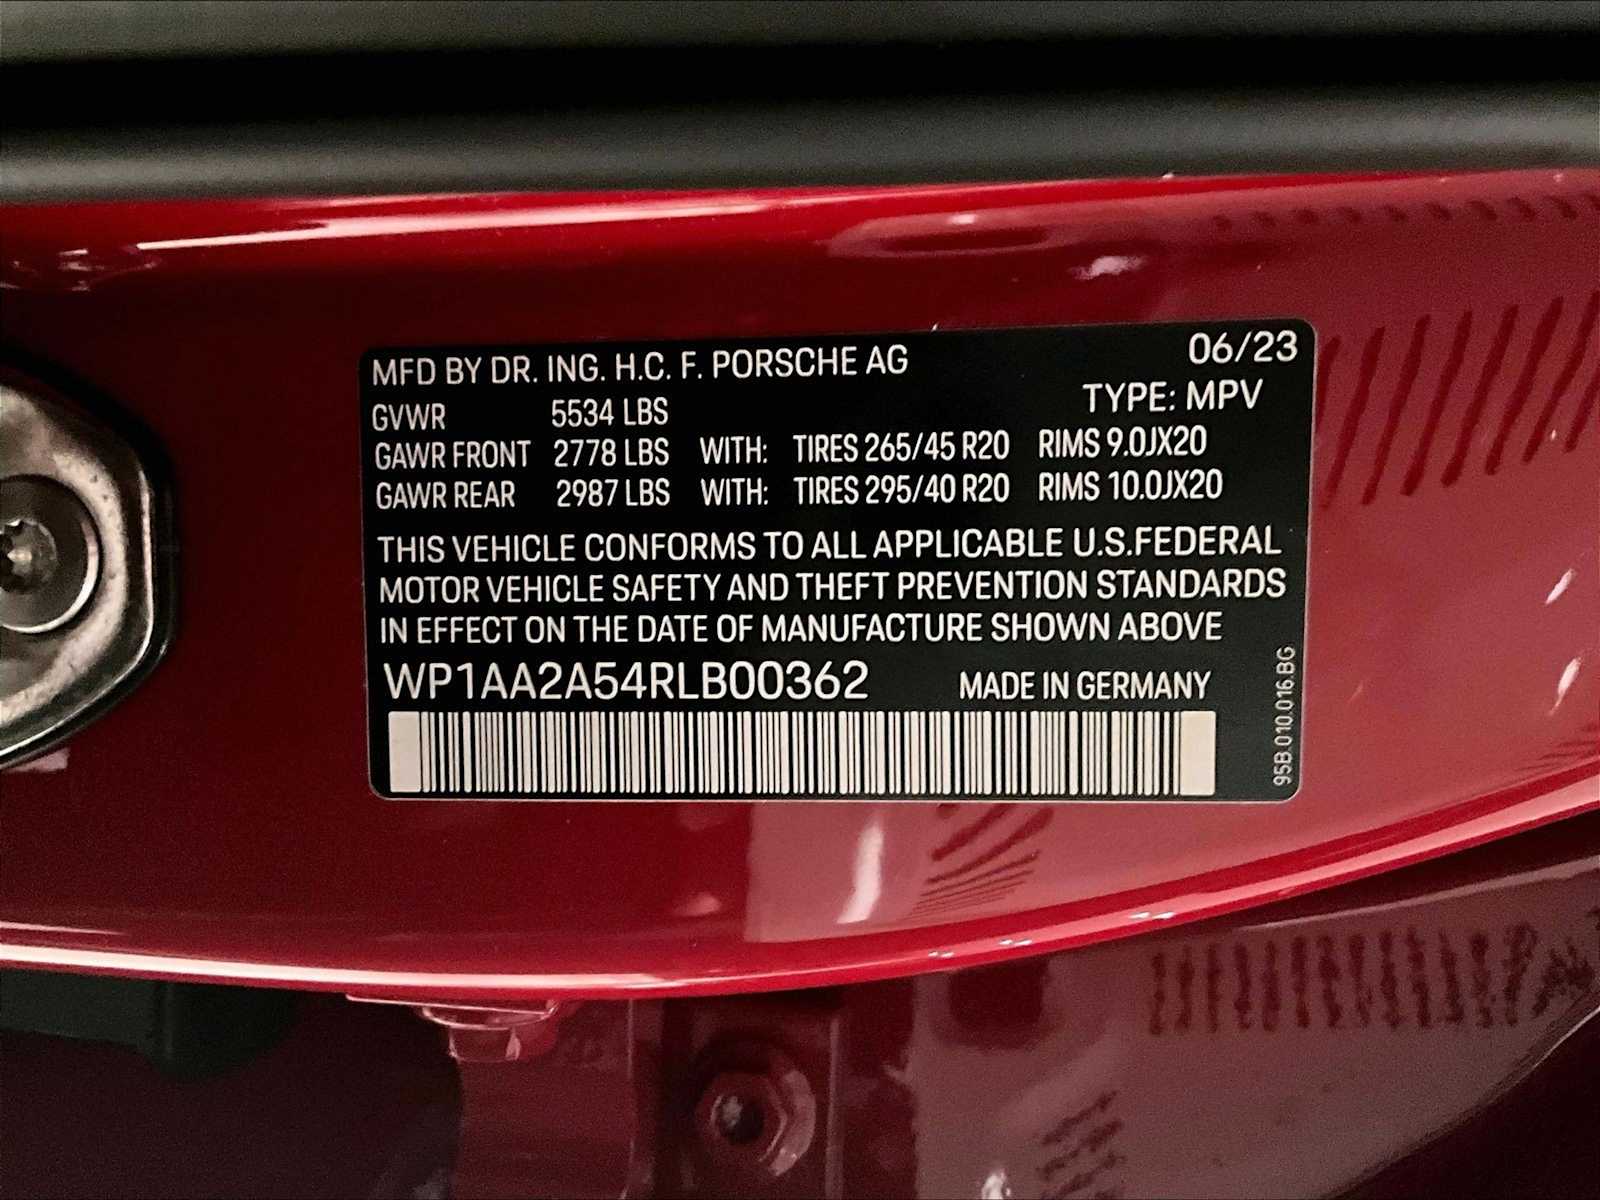 MFD BY DR. ING. H.C. F. PORSCHE AG 06/23
TYPE: MPV
GVWR 5534 LBS
GAWR FRONT 2778 LBS WITH: TIRES 265/45 R20 RIMS 9.0JX20
GAWR REAR 2987 LBS WITH: TIRES 295/40 R20 RIMS 10.0JX20
THIS VEHICLE CONFORMS TO ALL APPLICABLE U.S.FEDERAL
MOTOR VEHICLE SAFETY AND THEFT PREVENTION STANDARDS
IN EFFECT ON THE DATE OF MANUFACTURE SHOWN ABOVE
WP1AA2A54RLB00362 MADE IN GERMANY
95B.010.016.BG